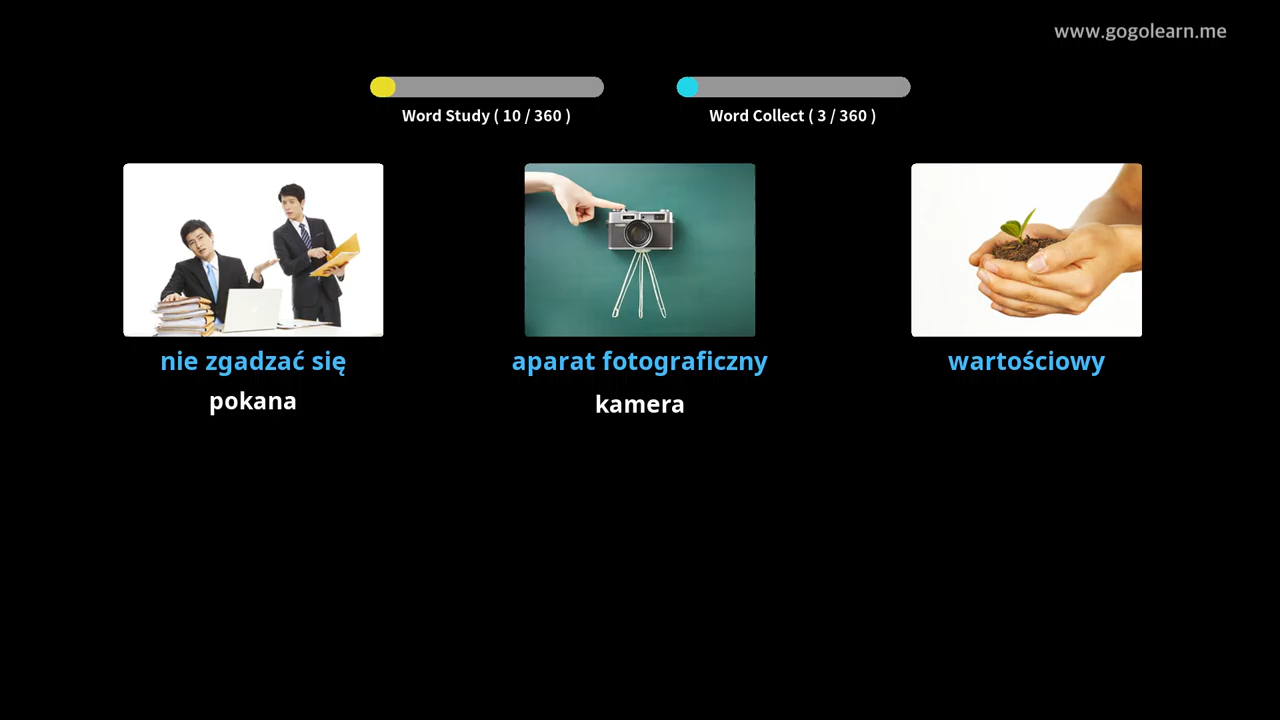 www.gogolearn.me
Word Study ( 10 / 360 )
Word Collect ( 3 / 360 )
nie zgadzać się
aparat fotograficzny
wartościowy
pokana
kamera